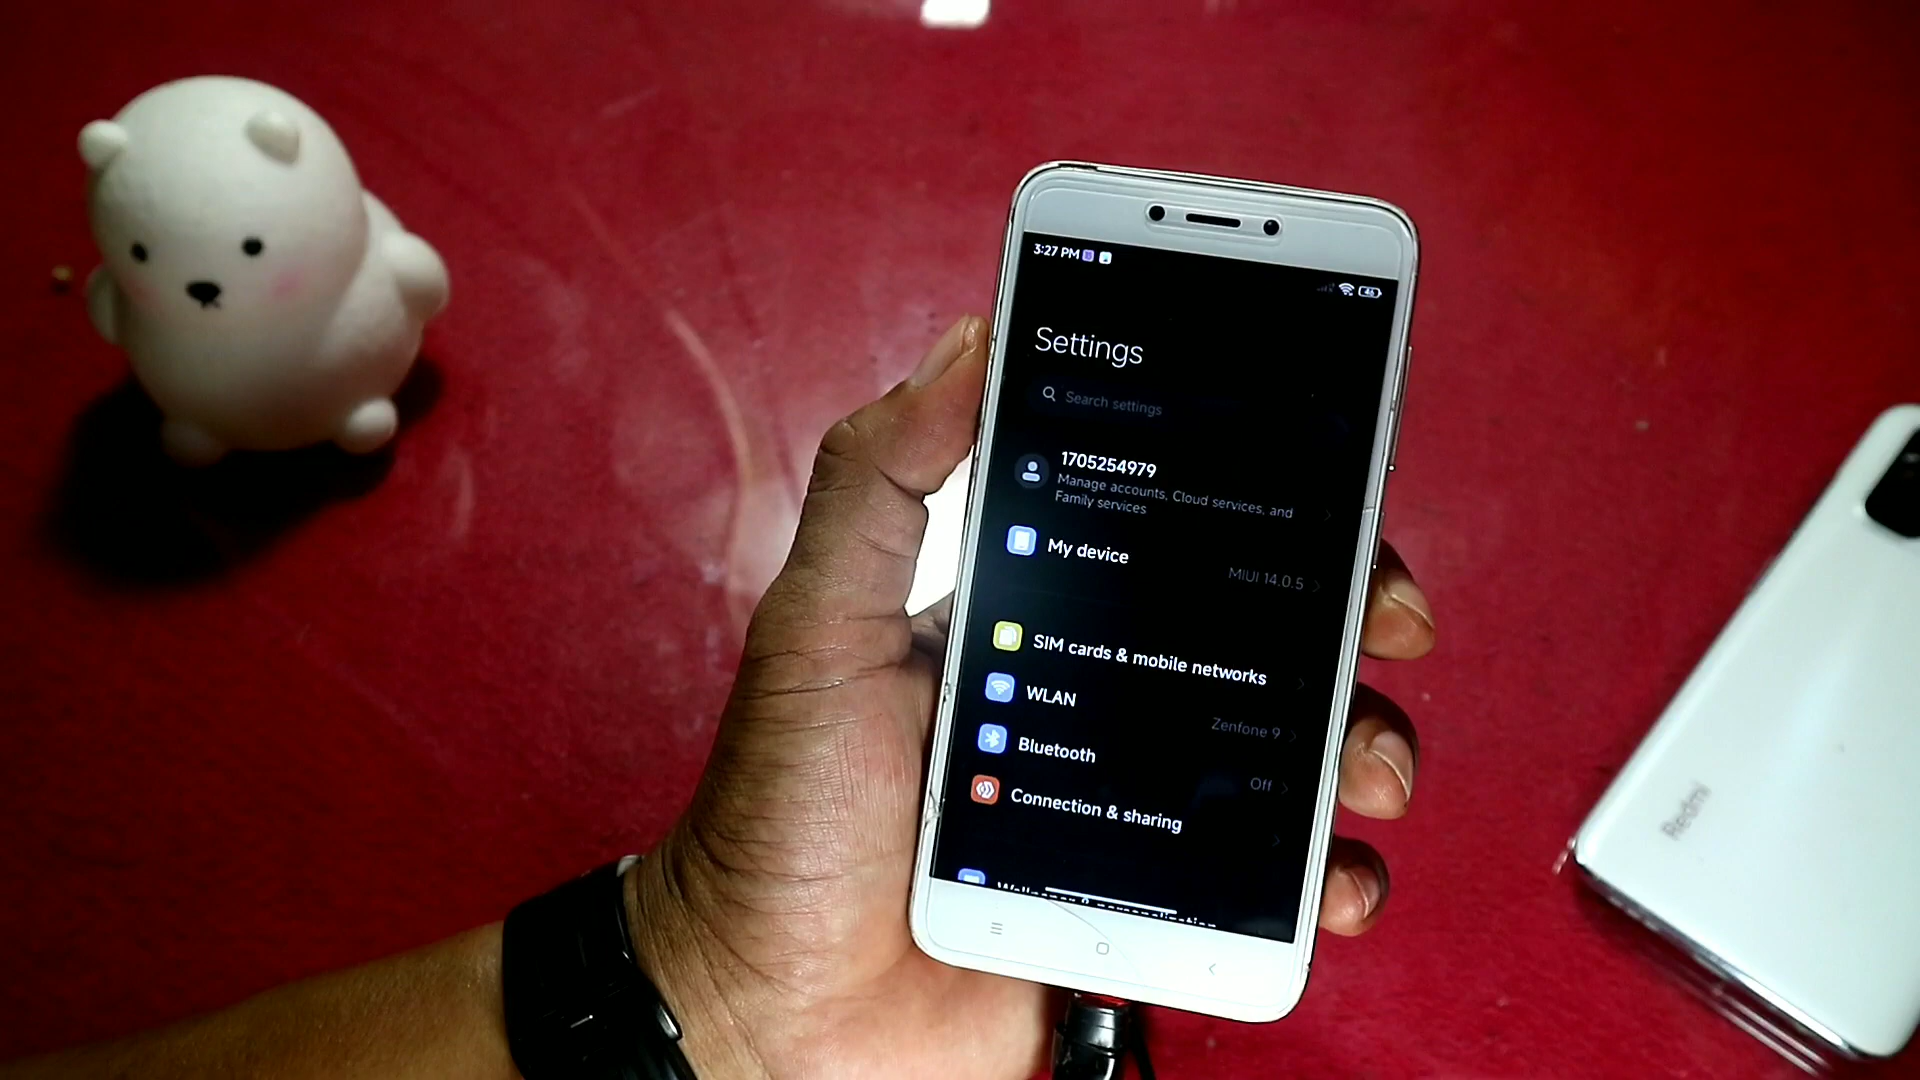 3:27 PM
46
Settings
Search settings
1705254979
Manage accounts, Cloud services, and
Family services
My device
MIUI 14.0.5
SIM cards & mobile networks
WLAN
Zenfone 9
Bluetooth
Off
Connection & sharing
Redmi